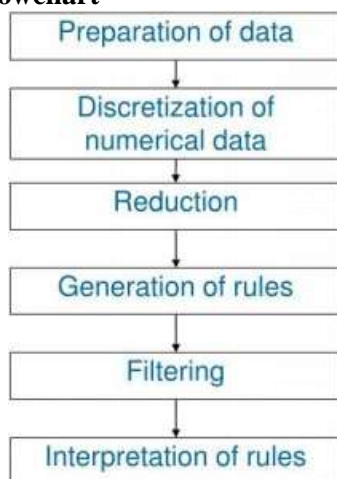 Preparation of data
Discretization of
numerical data
Reduction
Generation of rules
Filtering
Interpretation of rules